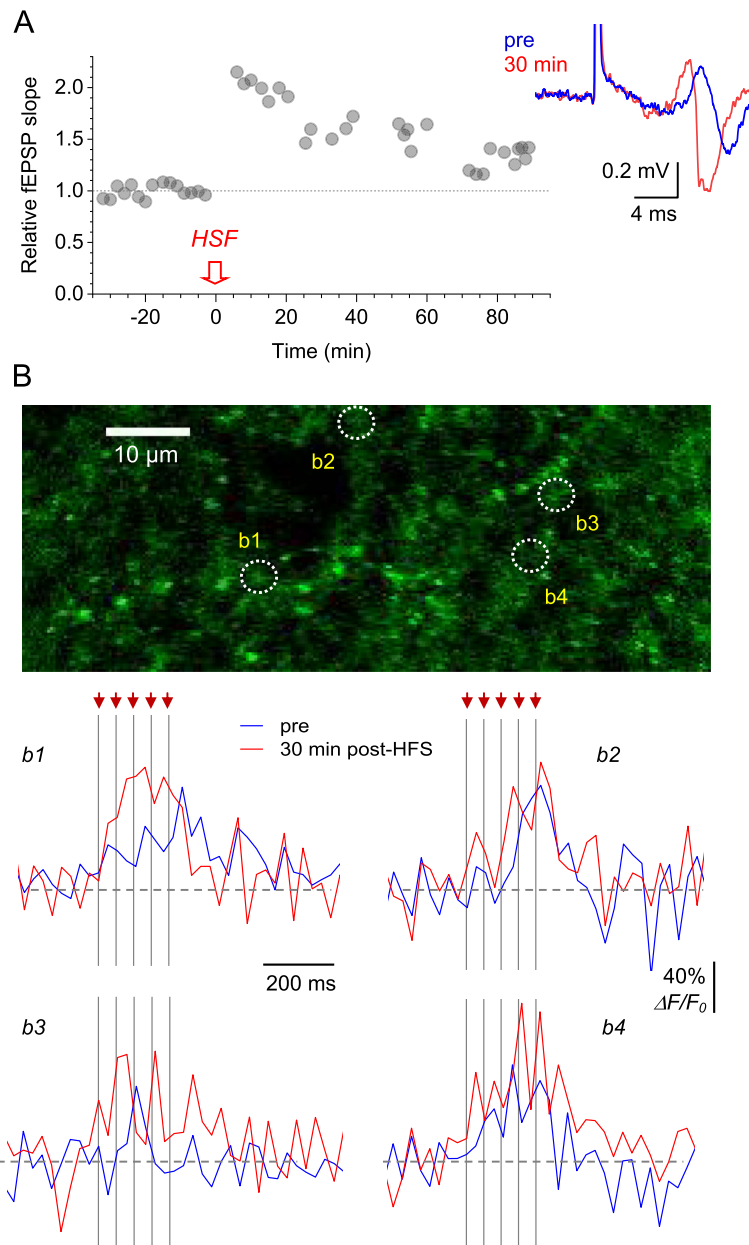 A
pre
30 min
2.0
1.5
1.0
0.5
0.0
Relative fEPSP slope
HSF
0.2 mV
4 ms
-20 0 20 40 60 80
Time (min)
B
10 µm
b2
b1
b3
b4
pre
30 min post-HFS
b1
b2
200 ms
40%
ΔF/F0
b3
b4